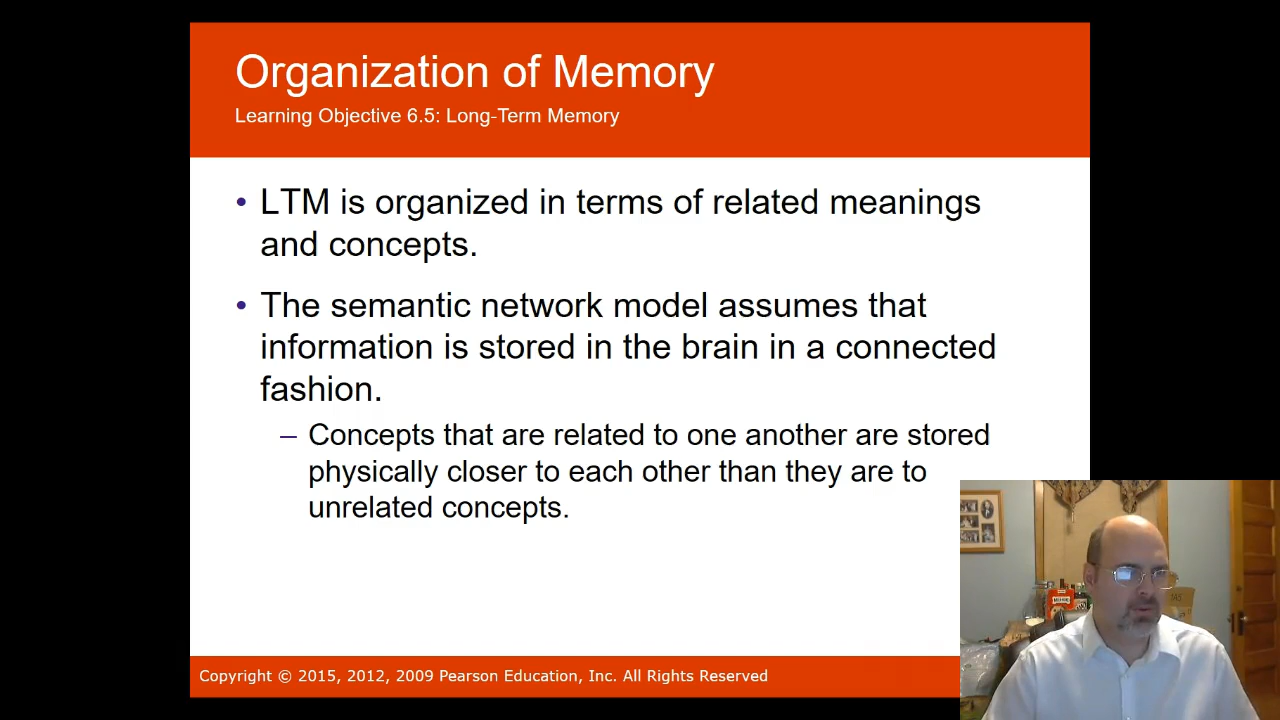 Organization of Memory
Learning Objective 6.5: Long-Term Memory
• LTM is organized in terms of related meanings
and concepts.
• The semantic network model assumes that
information is stored in the brain in a connected
fashion.
– Concepts that are related to one another are stored
physically closer to each other than they are to
unrelated concepts.
Copyright © 2015, 2012, 2009 Pearson Education, Inc. All Rights Reserved